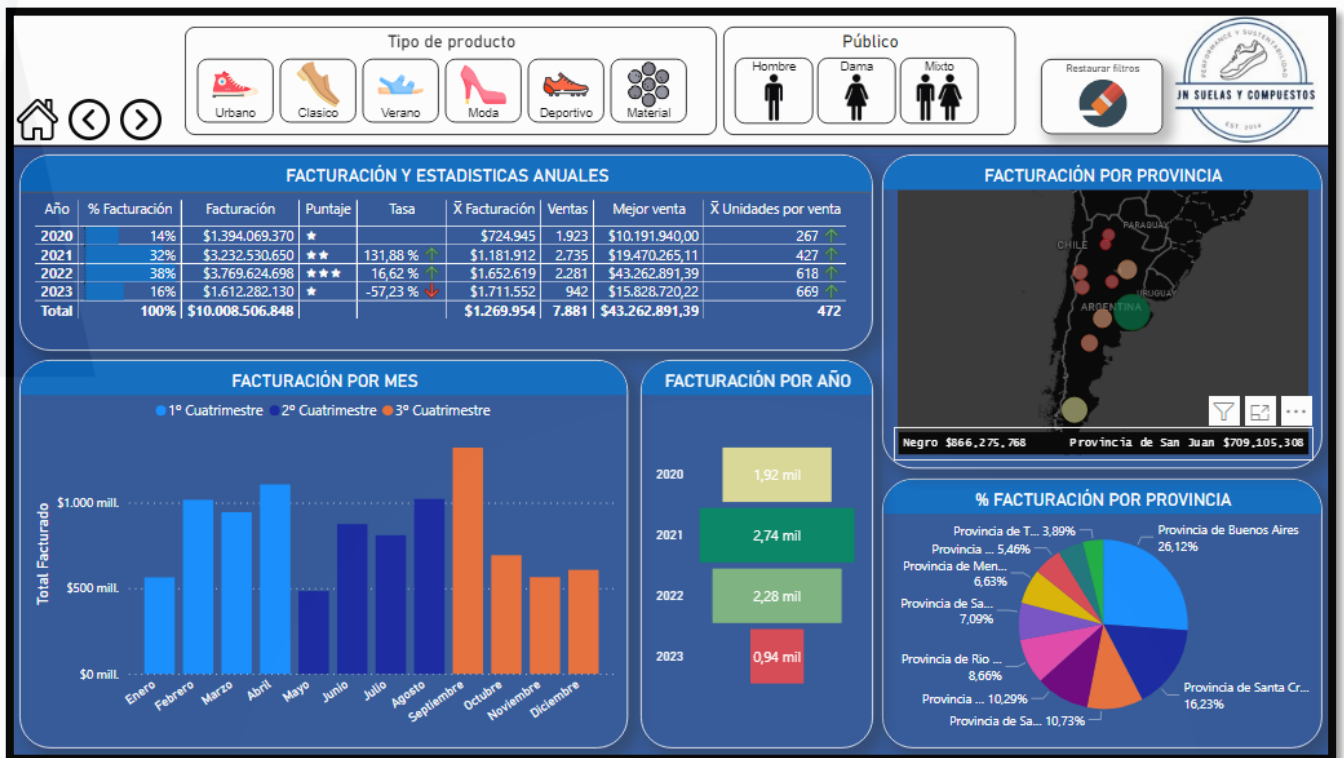 Tipo de producto
Urbano
Clasico
Verano
Moda
Deportivo
Material
Público
Hombre
Dama
Mixto
Restaurar filtros
PERFORMANCE Y SUSTENTABILIDAD
JN SUELAS Y COMPUESTOS
EST. 2014
FACTURACIÓN Y ESTADISTICAS ANUALES
Año % Facturación Facturación Puntaje Tasa X̅ Facturación Ventas Mejor venta X̅ Unidades por venta
2020 14% $1.394.069.370 ★ $724.945 1.923 $10.191.940,00 267 ↑
2021 32% $3.232.530.650 ★★ 131,88 % ↑ $1.181.912 2.735 $19.470.265,11 427 ↑
2022 38% $3.769.624.698 ★★★ 16,62 % ↑ $1.652.619 2.281 $43.262.891,39 618 ↑
2023 16% $1.612.282.130 ★ -57,23 % ↓ $1.711.552 942 $15.828.720,22 669 ↑
Total 100% $10.008.506.848 $1.269.954 7.881 $43.262.891,39 472
FACTURACIÓN POR PROVINCIA
PARAGUAY
CHILE
URUGUAY
ARGENTINA
Negro $866,275,768 Provincia de San Juan $709,105,308
FACTURACIÓN POR MES
1º Cuatrimestre 2º Cuatrimestre 3º Cuatrimestre
Total Facturado
$1.000 mill.
$500 mill.
$0 mill.
Enero
Febrero
Marzo
Abril
Mayo
Junio
Julio
Agosto
Septiembre
Octubre
Noviembre
Diciembre
FACTURACIÓN POR AÑO
2020 1,92 mil
2021 2,74 mil
2022 2,28 mil
2023 0,94 mil
% FACTURACIÓN POR PROVINCIA
Provincia de T... 3,89%
Provincia ... 5,46%
Provincia de Men...
6,63%
Provincia de Sa...
7,09%
Provincia de Rio ...
8,66%
Provincia ... 10,29%
Provincia de Sa... 10,73%
Provincia de Buenos Aires
26,12%
Provincia de Santa Cr...
16,23%